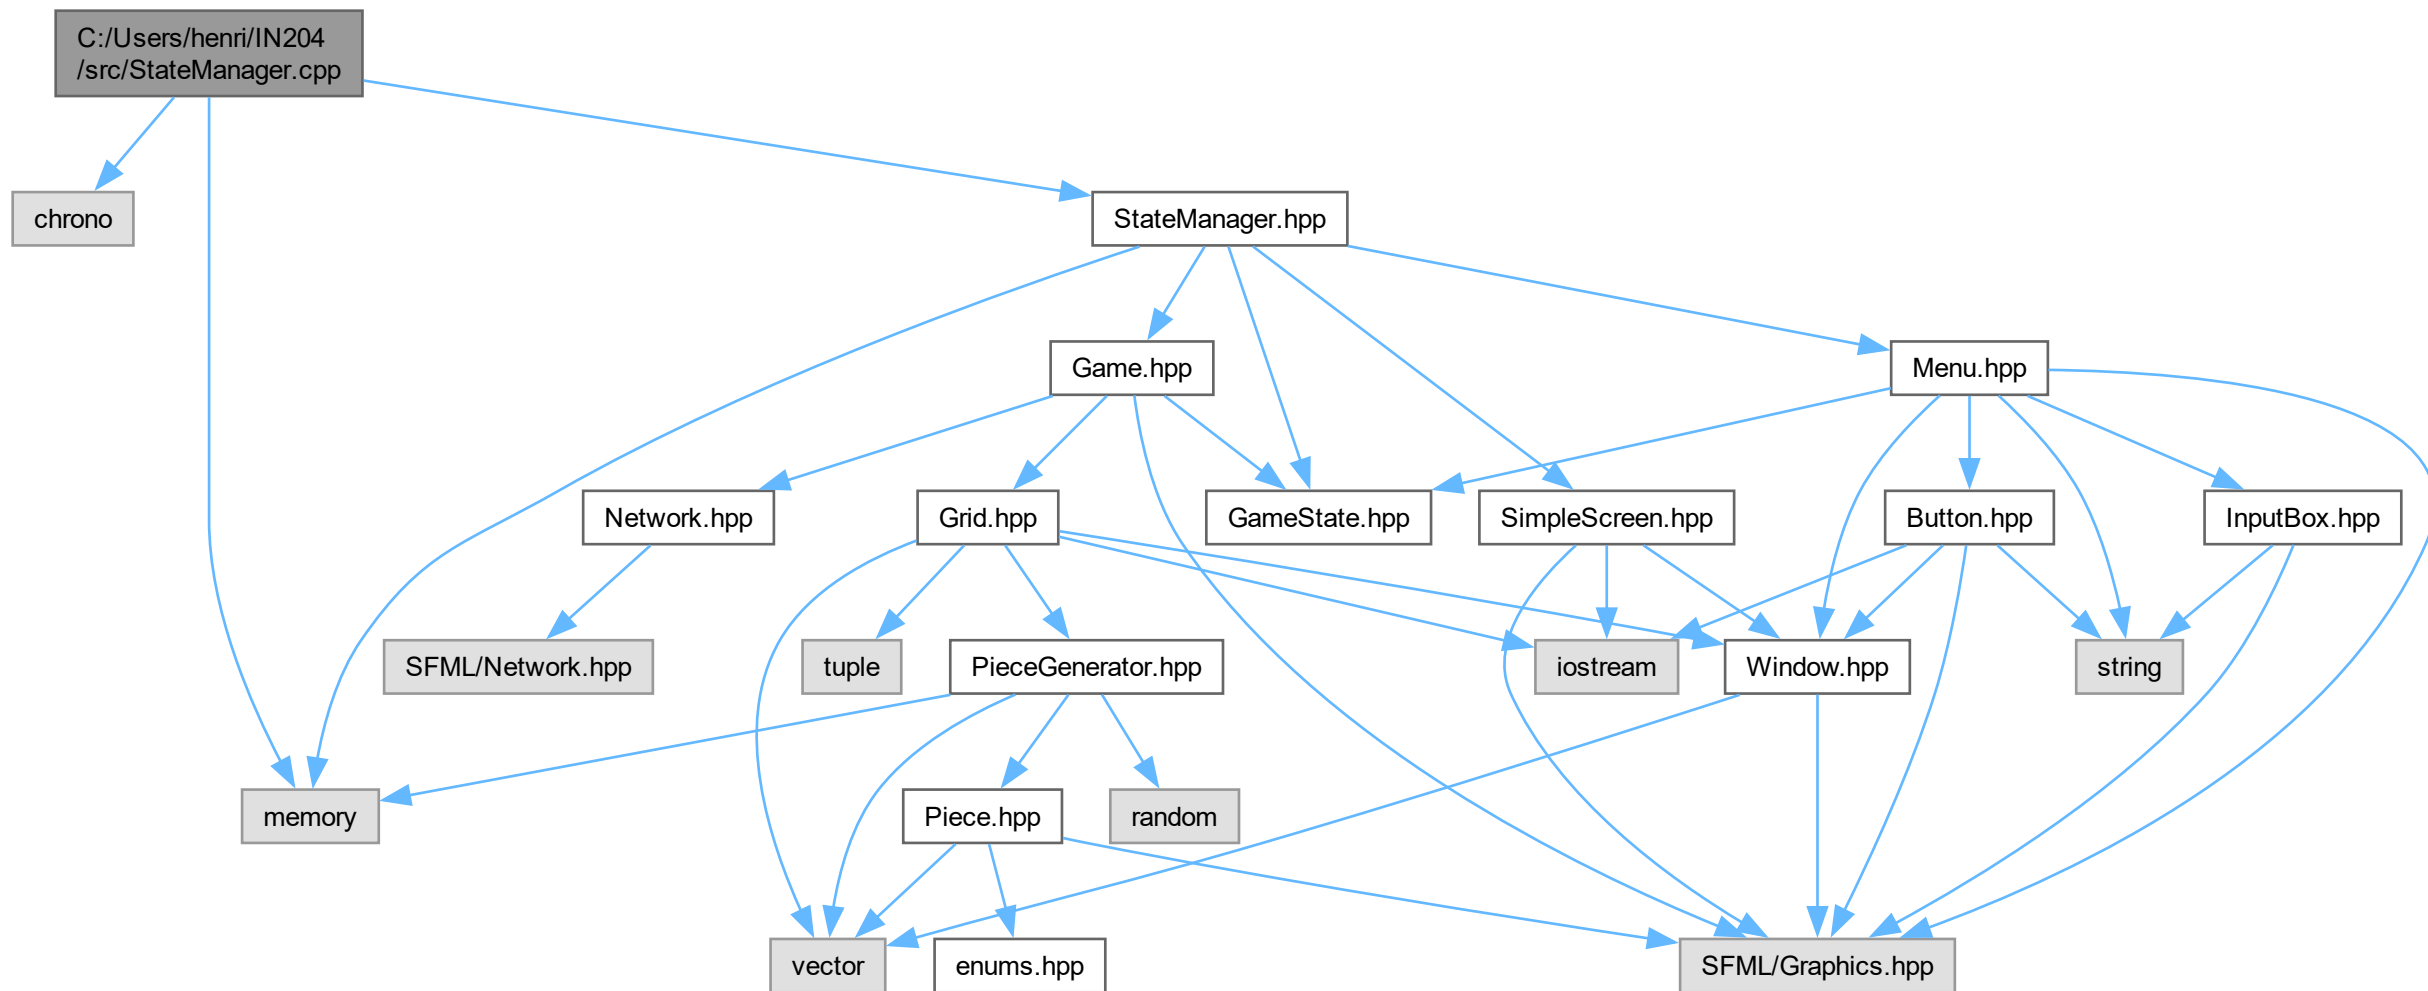 C:/Users/henri/IN204
/src/StateManager.cpp
chrono
StateManager.hpp
Game.hpp
Menu.hpp
Network.hpp
Grid.hpp
GameState.hpp
SimpleScreen.hpp
Button.hpp
InputBox.hpp
SFML/Network.hpp
tuple
PieceGenerator.hpp
iostream
Window.hpp
string
memory
Piece.hpp
random
vector
enums.hpp
SFML/Graphics.hpp